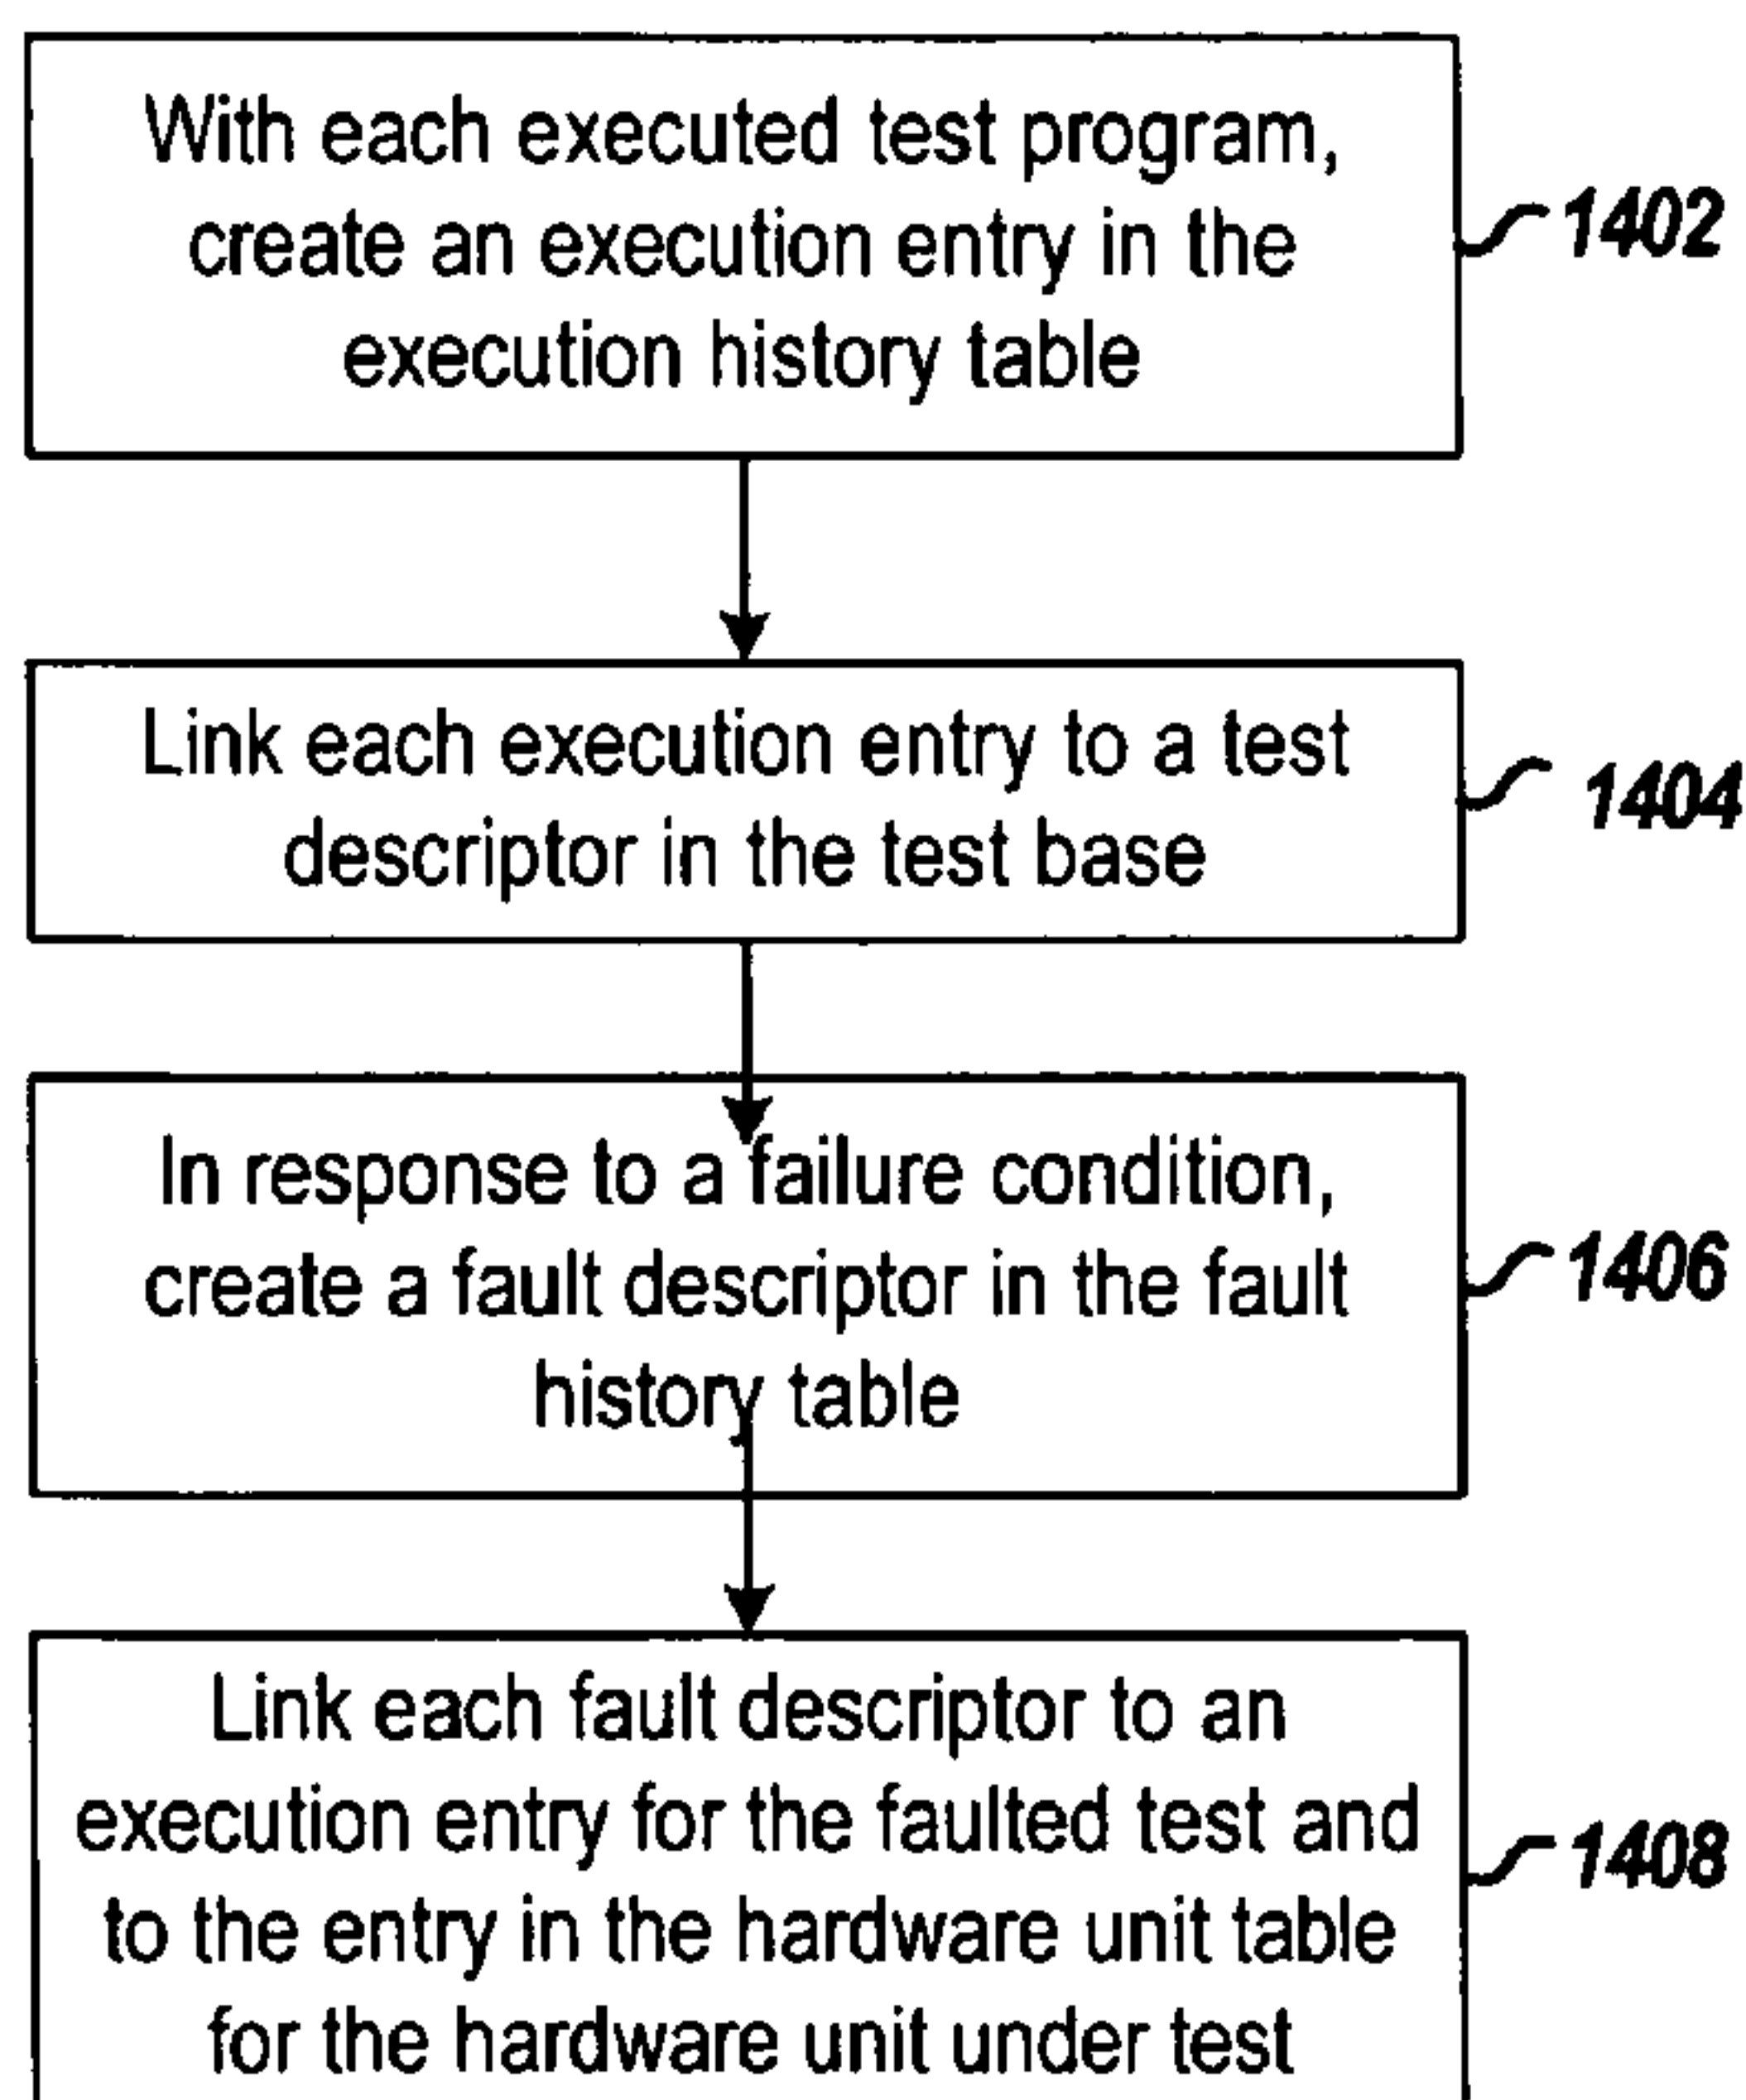 With each executed test program,
create an execution entry in the
execution history table
1402
Link each execution entry to a test
descriptor in the test base
1404
In response to a failure condition,
create a fault descriptor in the fault
history table
1406
Link each fault descriptor to an
execution entry for the faulted test and
to the entry in the hardware unit table
for the hardware unit under test
1408